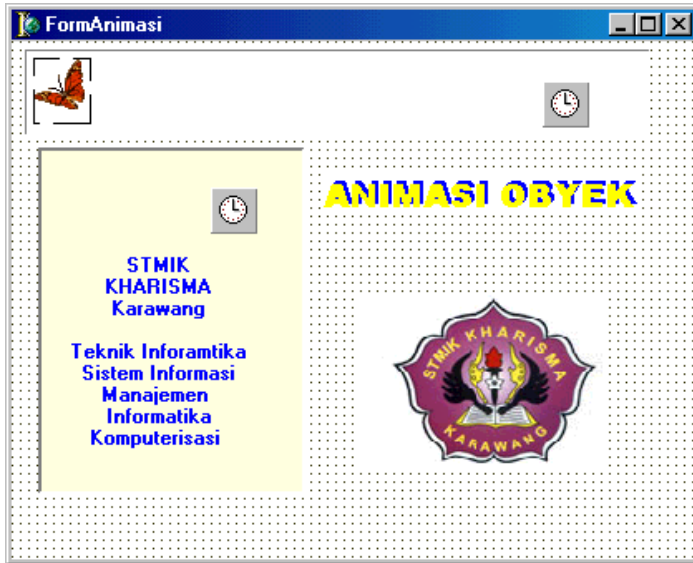 FormAnimasi
ANIMASI OBYEK
STMIK
KHARISMA
Karawang
Teknik Inforamtika
Sistem Informasi
Manajemen
Informatika
Komputerisasi
STMIK KHARISMA
KARAWANG